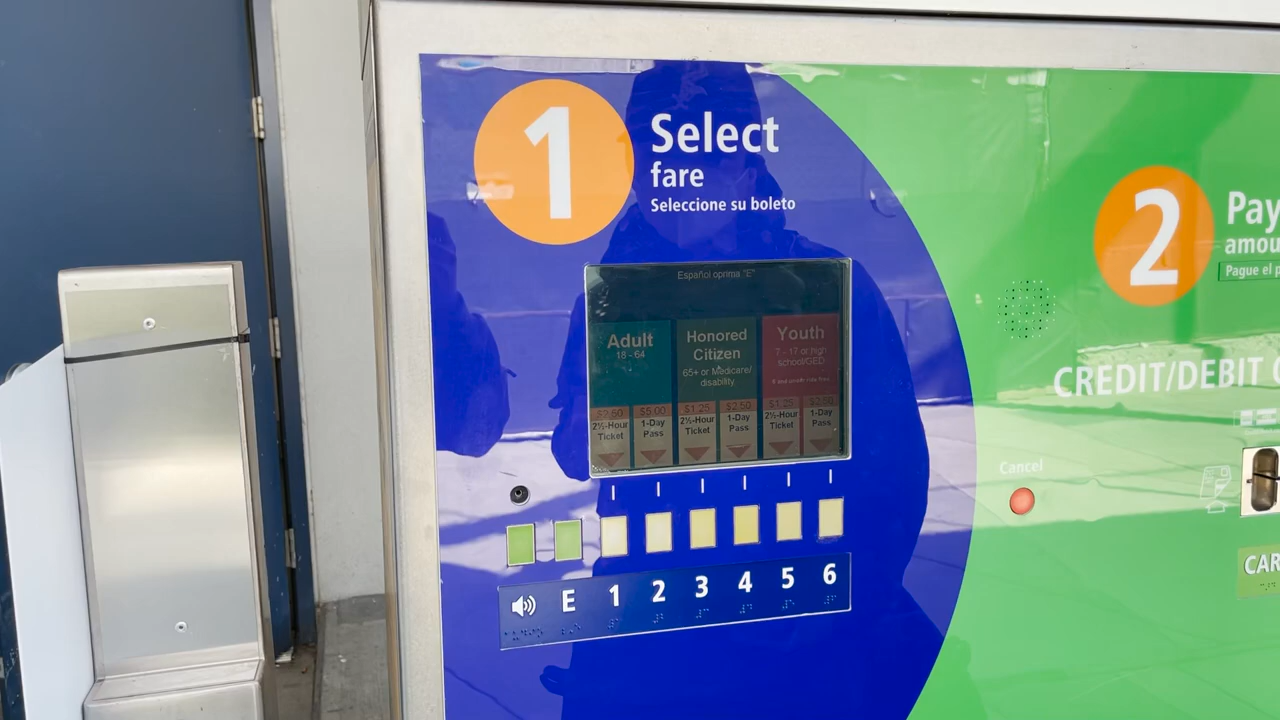 1
Select
fare
Seleccione su boleto
Español oprima "E"
Adult
18 - 64
$2.50
2½-Hour
Ticket
$5.00
1-Day
Pass
Honored
Citizen
65+ or Medicare/
disability
$1.25
2½-Hour
Ticket
$2.50
1-Day
Pass
Youth
7 - 17 or high
school/GED
$1.25
2½-Hour
Ticket
1-Day
Pass
E
1
2
3
4
5
6
2
Pay
amou
Pague el p
CREDIT/DEBIT
Cancel
CAR